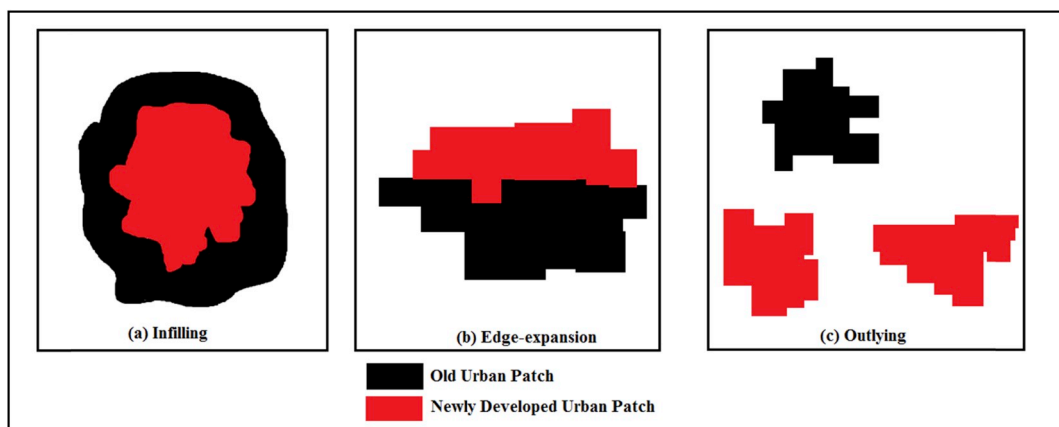 (a) Infilling
(b) Edge-expansion
(c) Outlying
Old Urban Patch
Newly Developed Urban Patch